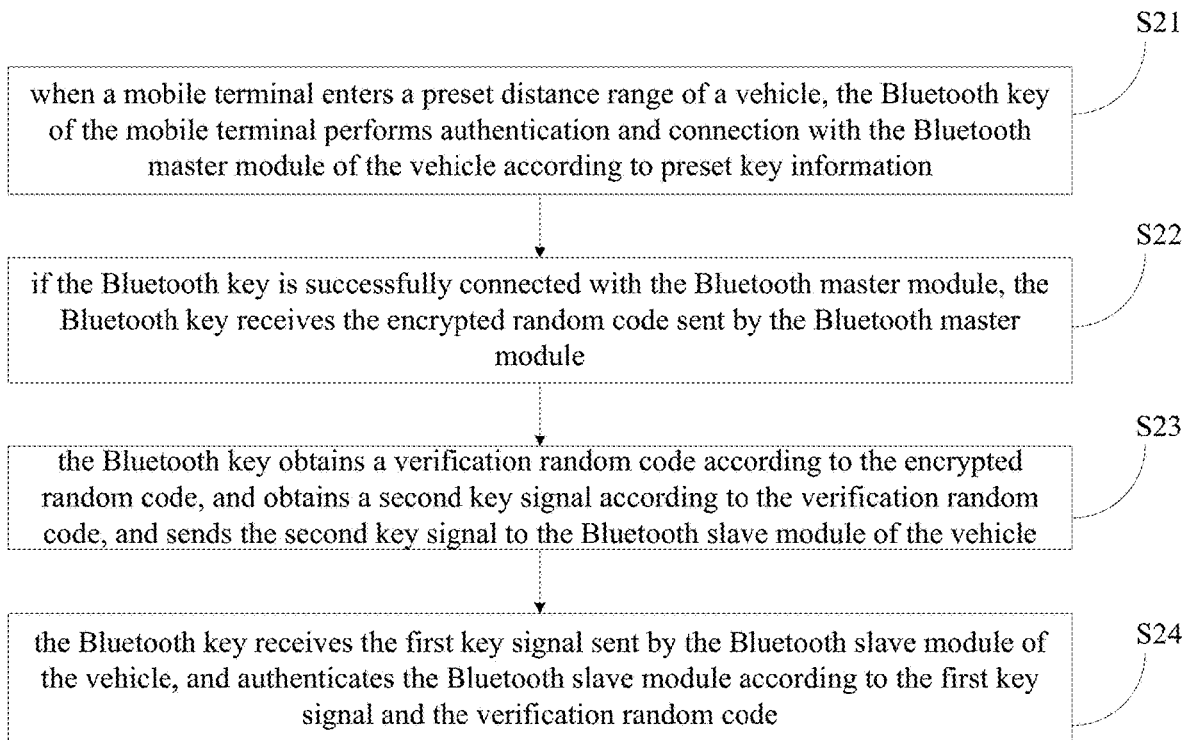 S21
when a mobile terminal enters a preset distance range of a vehicle, the Bluetooth key
of the mobile terminal performs authentication and connection with the Bluetooth
master module of the vehicle according to preset key information
S22
if the Bluetooth key is successfully connected with the Bluetooth master module, the
Bluetooth key receives the encrypted random code sent by the Bluetooth master
module
S23
the Bluetooth key obtains a verification random code according to the encrypted
random code, and obtains a second key signal according to the verification random
code, and sends the second key signal to the Bluetooth slave module of the vehicle
S24
the Bluetooth key receives the first key signal sent by the Bluetooth slave module of
the vehicle, and authenticates the Bluetooth slave module according to the first key
signal and the verification random code